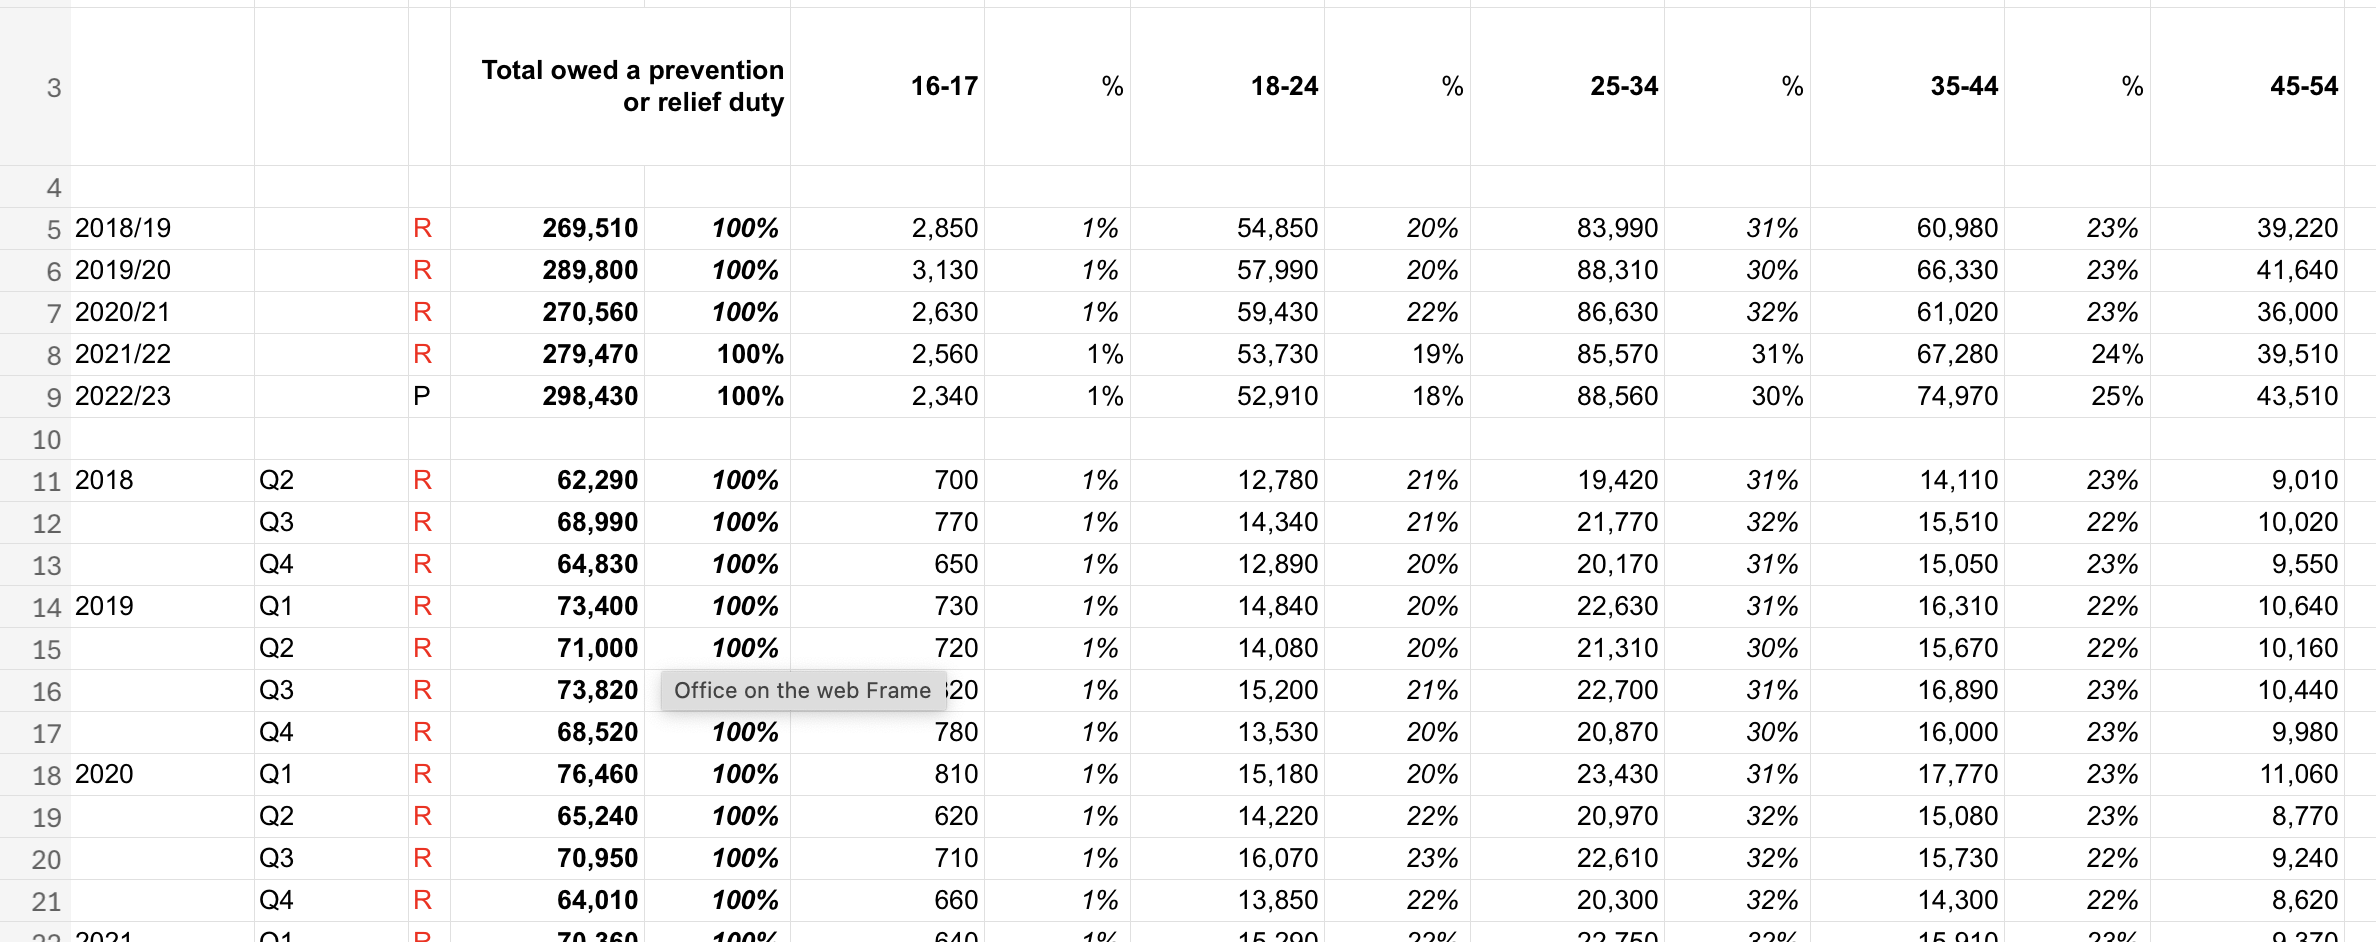 3 Total owed a prevention or relief duty 16-17 % 18-24 % 25-34 % 35-44 % 45-54
4
5 2018/19 R 269,510 100% 2,850 1% 54,850 20% 83,990 31% 60,980 23% 39,220
6 2019/20 R 289,800 100% 3,130 1% 57,990 20% 88,310 30% 66,330 23% 41,640
7 2020/21 R 270,560 100% 2,630 1% 59,430 22% 86,630 32% 61,020 23% 36,000
8 2021/22 R 279,470 100% 2,560 1% 53,730 19% 85,570 31% 67,280 24% 39,510
9 2022/23 P 298,430 100% 2,340 1% 52,910 18% 88,560 30% 74,970 25% 43,510
10
11 2018 Q2 R 62,290 100% 700 1% 12,780 21% 19,420 31% 14,110 23% 9,010
12 Q3 R 68,990 100% 770 1% 14,340 21% 21,770 32% 15,510 22% 10,020
13 Q4 R 64,830 100% 650 1% 12,890 20% 20,170 31% 15,050 23% 9,550
14 2019 Q1 R 73,400 100% 730 1% 14,840 20% 22,630 31% 16,310 22% 10,640
15 Q2 R 71,000 100% 720 1% 14,080 20% 21,310 30% 15,670 22% 10,160
16 Q3 R 73,820 Office on the web Frame 20 1% 15,200 21% 22,700 31% 16,890 23% 10,440
17 Q4 R 68,520 100% 780 1% 13,530 20% 20,870 30% 16,000 23% 9,980
18 2020 Q1 R 76,460 100% 810 1% 15,180 20% 23,430 31% 17,770 23% 11,060
19 Q2 R 65,240 100% 620 1% 14,220 22% 20,970 32% 15,080 23% 8,770
20 Q3 R 70,950 100% 710 1% 16,070 23% 22,610 32% 15,730 22% 9,240
21 Q4 R 64,010 100% 660 1% 13,850 22% 20,300 32% 14,300 22% 8,620
22 2021 Q1 R 70,360 100% 640 1% 15,290 22% 22,750 32% 15,910 23% 9,370